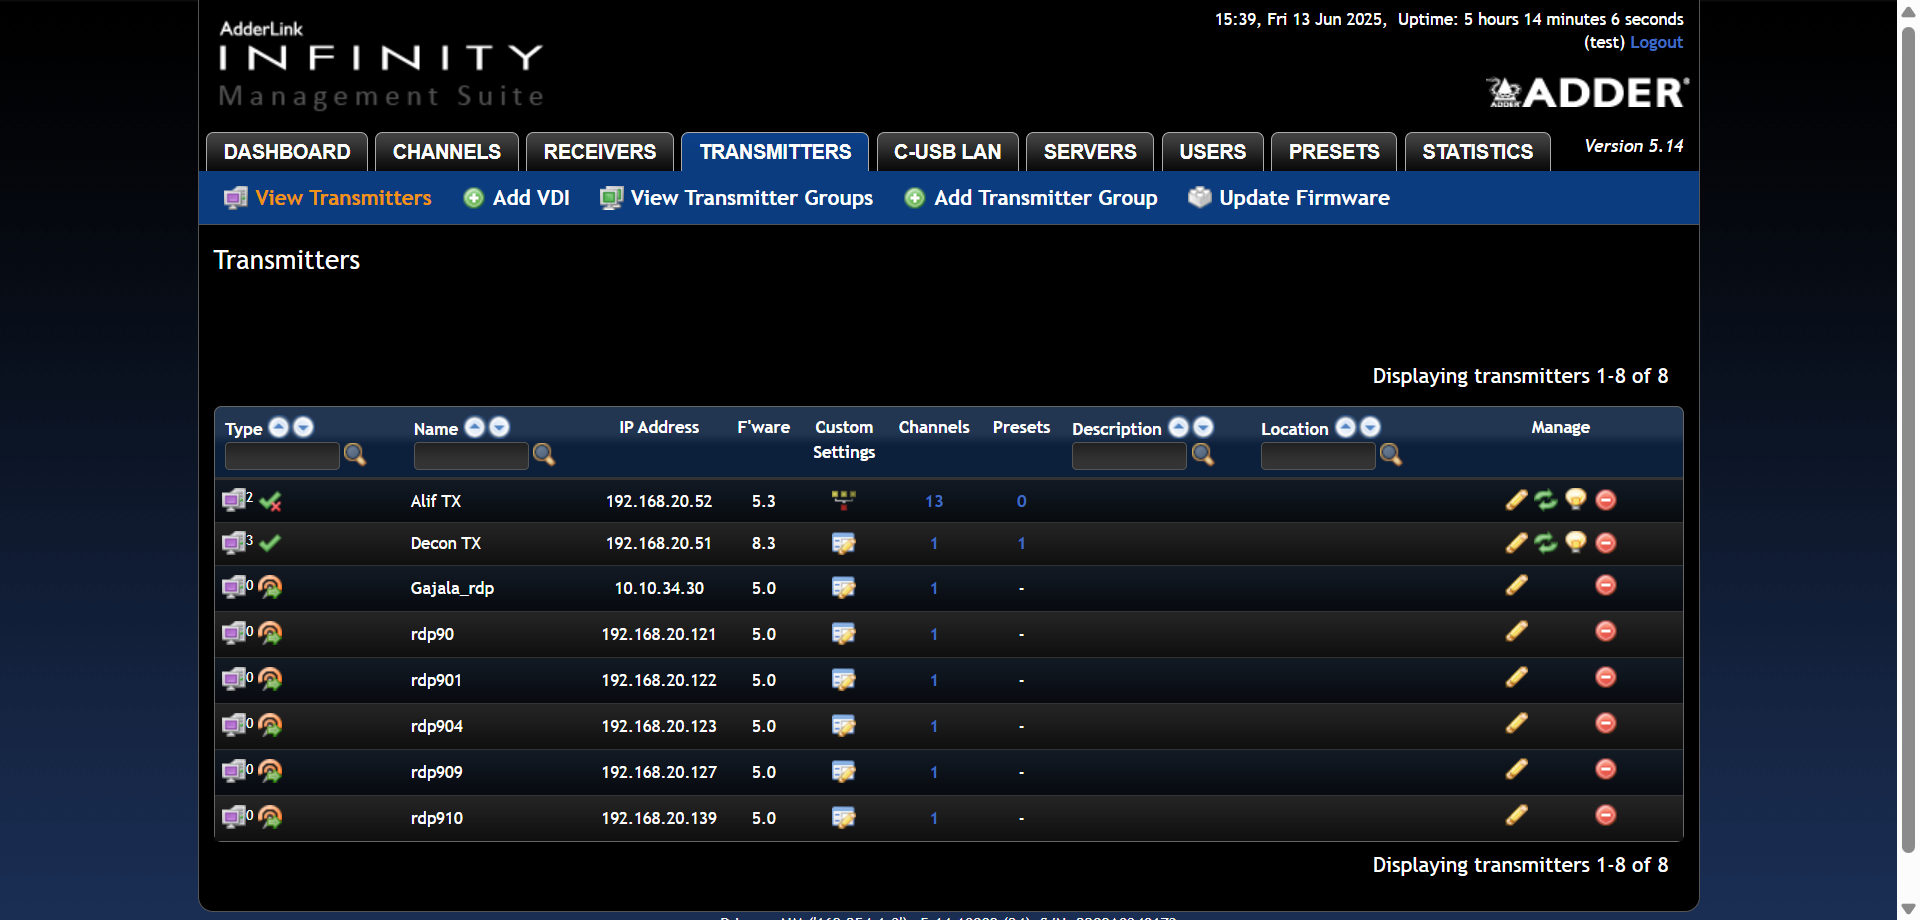 AdderLink
INFINITY
Management Suite
15:39, Fri 13 Jun 2025, Uptime: 5 hours 14 minutes 6 seconds
(test) Logout
ADDER
ADDER®
DASHBOARD CHANNELS RECEIVERS TRANSMITTERS C-USB LAN SERVERS USERS PRESETS STATISTICS Version 5.14
View Transmitters Add VDI View Transmitter Groups Add Transmitter Group Update Firmware
Transmitters
Displaying transmitters 1-8 of 8
Type Name IP Address F'ware Custom Settings Channels Presets Description Location Manage
2 Alif TX 192.168.20.52 5.3 13 0
3 Decon TX 192.168.20.51 8.3 1 1
0 Gajala_rdp 10.10.34.30 5.0 1 -
0 rdp90 192.168.20.121 5.0 1 -
0 rdp901 192.168.20.122 5.0 1 -
0 rdp904 192.168.20.123 5.0 1 -
0 rdp909 192.168.20.127 5.0 1 -
0 rdp910 192.168.20.139 5.0 1 -
Displaying transmitters 1-8 of 8